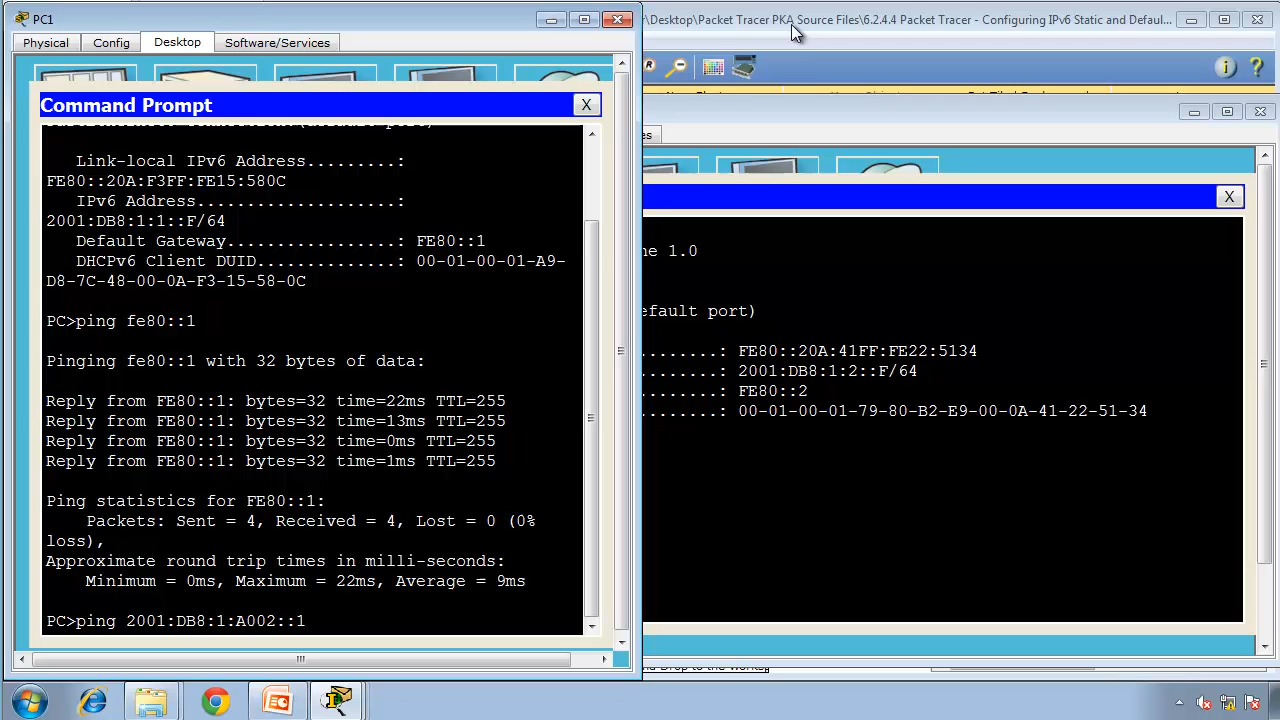 PC1
Physical
Config
Desktop
Software/Services
Command Prompt
X
Link-local IPv6 Address.........:
FE80::20A:F3FF:FE15:580C
IPv6 Address....................:
2001:DB8:1:1::F/64
Default Gateway.................: FE80::1
DHCPv6 Client DUID..............: 00-01-00-01-A9-
D8-7C-48-00-0A-F3-15-58-0C
PC>ping fe80::1
Pinging fe80::1 with 32 bytes of data:
Reply from FE80::1: bytes=32 time=22ms TTL=255
Reply from FE80::1: bytes=32 time=13ms TTL=255
Reply from FE80::1: bytes=32 time=0ms TTL=255
Reply from FE80::1: bytes=32 time=1ms TTL=255
Ping statistics for FE80::1:
Packets: Sent = 4, Received = 4, Lost = 0 (0%
loss),
Approximate round trip times in milli-seconds:
Minimum = 0ms, Maximum = 22ms, Average = 9ms
PC>ping 2001:DB8:1:A002::1
\Desktop\Packet Tracer PKA Source Files\6.2.4.4 Packet Tracer - Configuring IPv6 Static and Defaul...
es
X
ne 1.0
efault port)
........: FE80::20A:41FF:FE22:5134
........: 2001:DB8:1:2::F/64
........: FE80::2
........: 00-01-00-01-79-80-B2-E9-00-0A-41-22-51-34